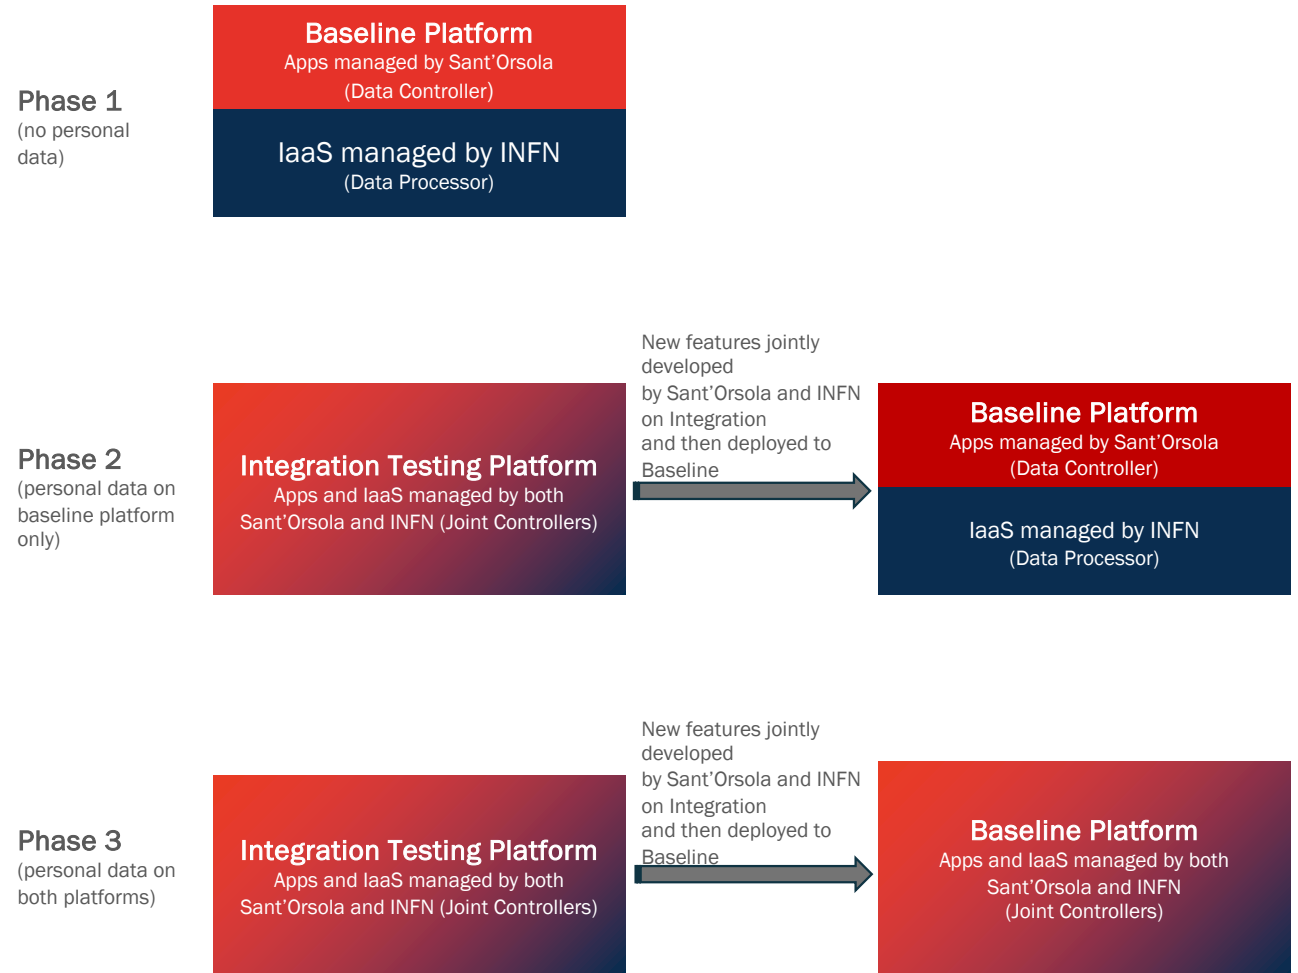 Phase 1
(no personal
data)
Baseline Platform
Apps managed by Sant'Orsola
(Data Controller)
IaaS managed by INFN
(Data Processor)
Phase 2
(personal data on
baseline platform
only)
Integration Testing Platform
Apps and IaaS managed by both
Sant'Orsola and INFN (Joint Controllers)
New features jointly
developed
by Sant'Orsola and INFN
on Integration
and then deployed to
Baseline
Baseline Platform
Apps managed by Sant'Orsola
(Data Controller)
IaaS managed by INFN
(Data Processor)
Phase 3
(personal data on
both platforms)
Integration Testing Platform
Apps and IaaS managed by both
Sant'Orsola and INFN (Joint Controllers)
New features jointly
developed
by Sant'Orsola and INFN
on Integration
and then deployed to
Baseline
Baseline Platform
Apps and IaaS managed by both
Sant'Orsola and INFN
(Joint Controllers)